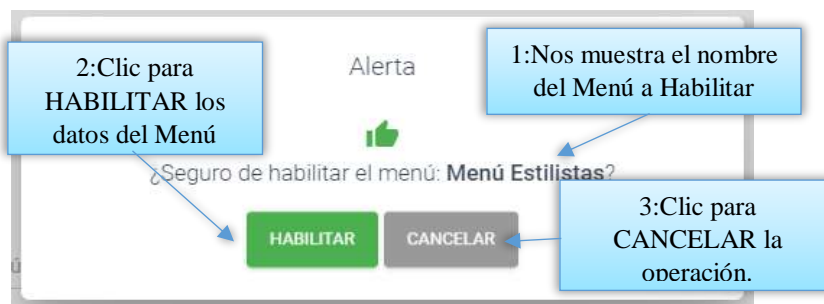 Alerta
1:Nos muestra el nombre
del Menú a Habilitar
2:Clic para
HABILITAR los
datos del Menú
¿Seguro de habilitar el menú: Menú Estilistas?
HABILITAR
CANCELAR
3:Clic para
CANCELAR la
operación.